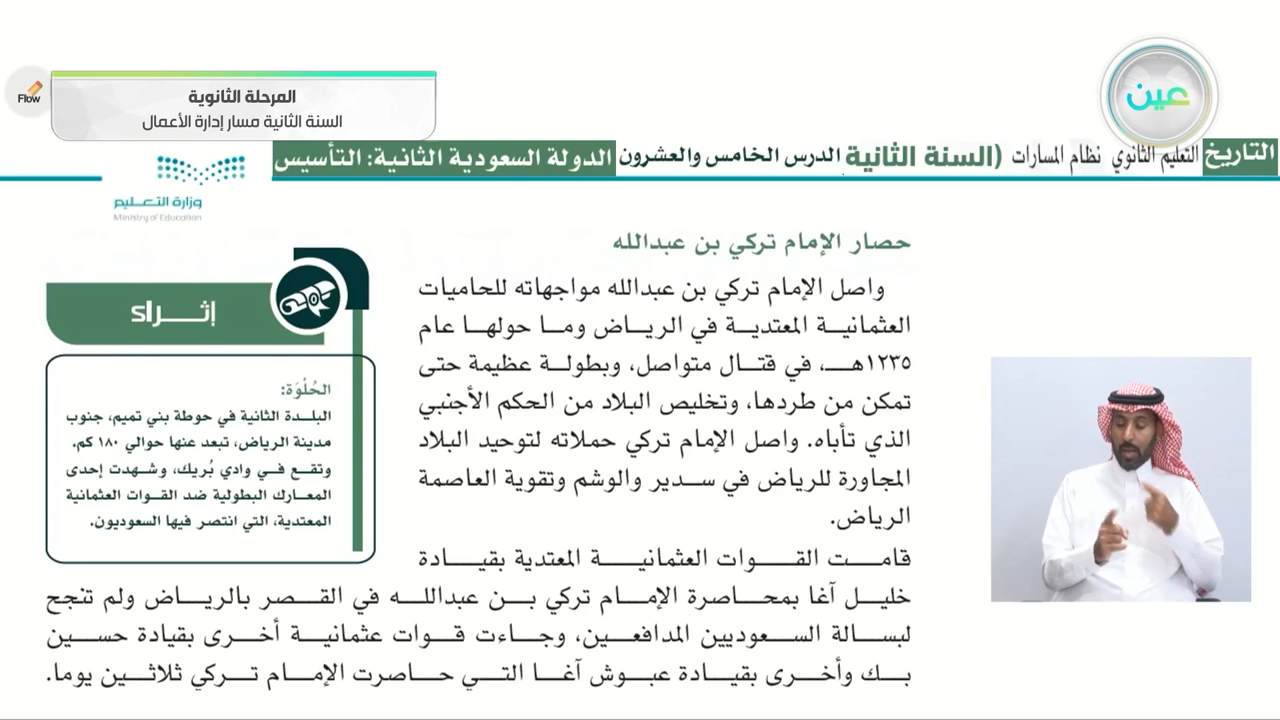 عين
Flow
المرحلة الثانوية
السنة الثانية مسار إدارة الأعمال
التاريخ التعليم الثانوي نظام المسارات (السنة الثانية الدرس الخامس والعشرون الدولة السعودية الثانية: التأسيس
وزارة التعـــليم
Ministry of Education
حصار الإمام تركي بن عبدالله
واصل الإمام تركي بن عبدالله مواجهاته للحاميات
العثمانية المعتدية في الرياض وما حولها عام
١٢٣٥هـ، في قتال متواصل، وبطولة عظيمة حتى
تمكن من طردها، وتخليص البلاد من الحكم الأجنبي
الذي تأباه. واصل الإمام تركي حملاته لتوحيد البلاد
المجاورة للرياض في سدير والوشم وتقوية العاصمة
الرياض.
قامت القوات العثمانية المعتدية بقيادة
خليل آغا بمحاصرة الإمام تركي بن عبدالله في القصر بالرياض ولم تنجح
لبسالة السعوديين المدافعين، وجاءت قوات عثمانية أخرى بقيادة حسين
بك وأخرى بقيادة عبوش آغا التي حاصرت الإمام تركي ثلاثين يوما.
إثراء
الحُلْوَة:
البلدة الثانية في حوطة بني تميم، جنوب
مدينة الرياض، تبعد عنها حوالي ١٨٠ كم.
وتقع في وادي بُريك، وشهدت إحدى
المعارك البطولية ضد القوات العثمانية
المعتدية، التي انتصر فيها السعوديون.